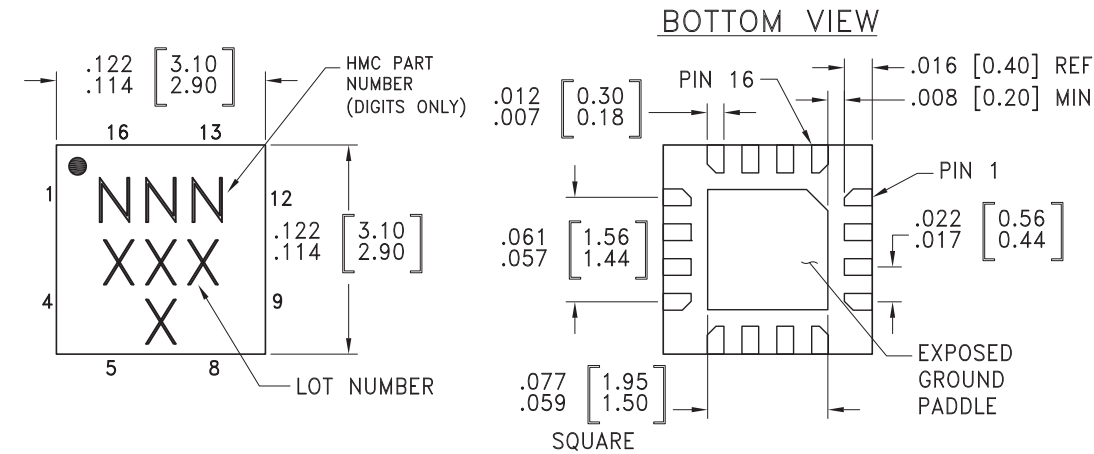 BOTTOM VIEW
.122 [3.10]
.114 [2.90]
HMC PART
NUMBER
(DIGITS ONLY)
16 13
1
12
4
9
5 8
NNN
XXX
X
.122 [3.10]
.114 [2.90]
LOT NUMBER
.012 [0.30]
.007 [0.18]
PIN 16
.016 [0.40] REF
.008 [0.20] MIN
PIN 1
.061 [1.56]
.057 [1.44]
.022 [0.56]
.017 [0.44]
EXPOSED
GROUND
PADDLE
.077 [1.95]
.059 [1.50]
SQUARE